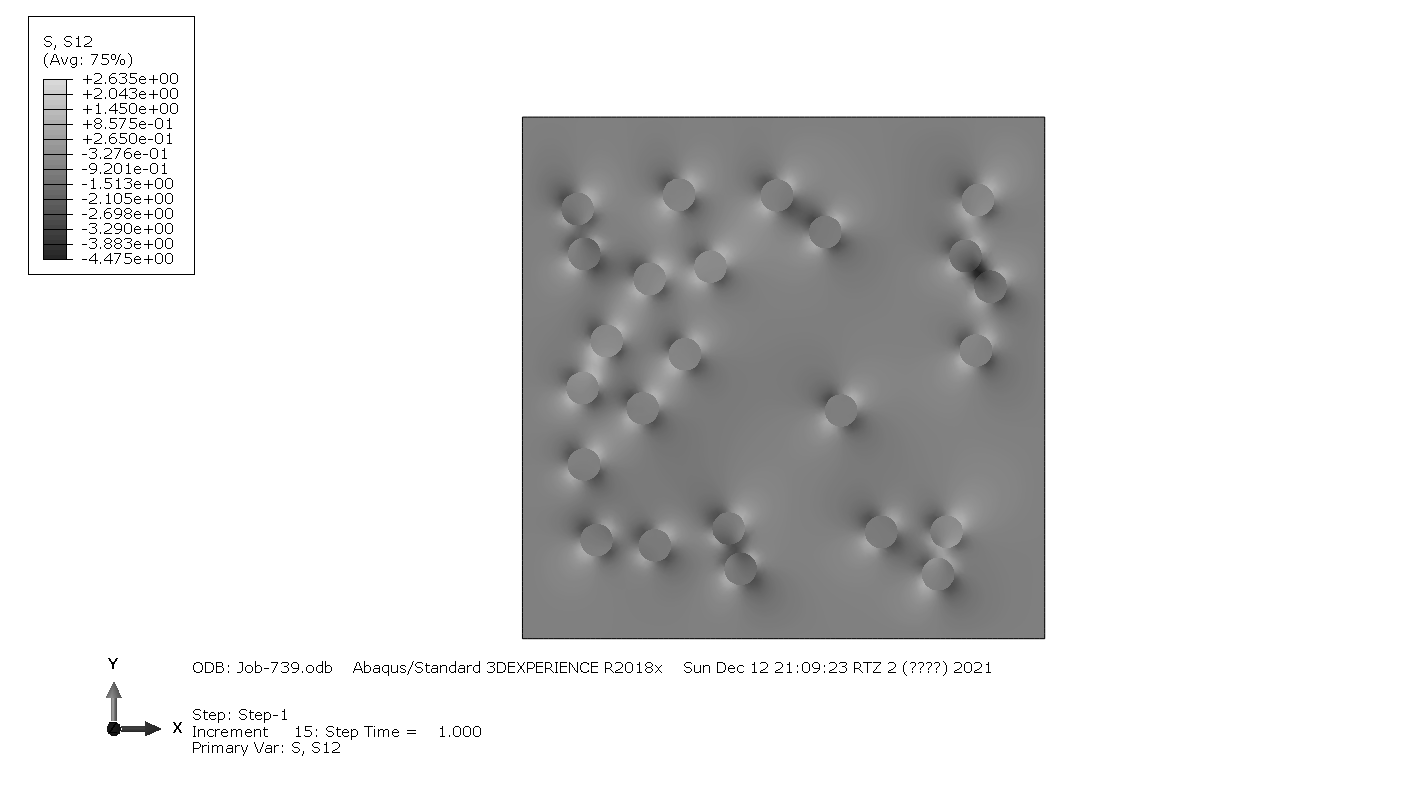 S, S12
(Avg: 75%)
+2.635e+00
+2.043e+00
+1.450e+00
+8.575e-01
+2.650e-01
-3.276e-01
-9.201e-01
-1.513e+00
-2.105e+00
-2.698e+00
-3.290e+00
-3.883e+00
-4.475e+00
Y
X
ODB: Job-739.odb    Abaqus/Standard 3DEXPERIENCE R2018x    Sun Dec 12 21:09:23 RTZ 2 (????) 2021
Step: Step-1
Increment     15: Step Time =    1.000
Primary Var: S, S12